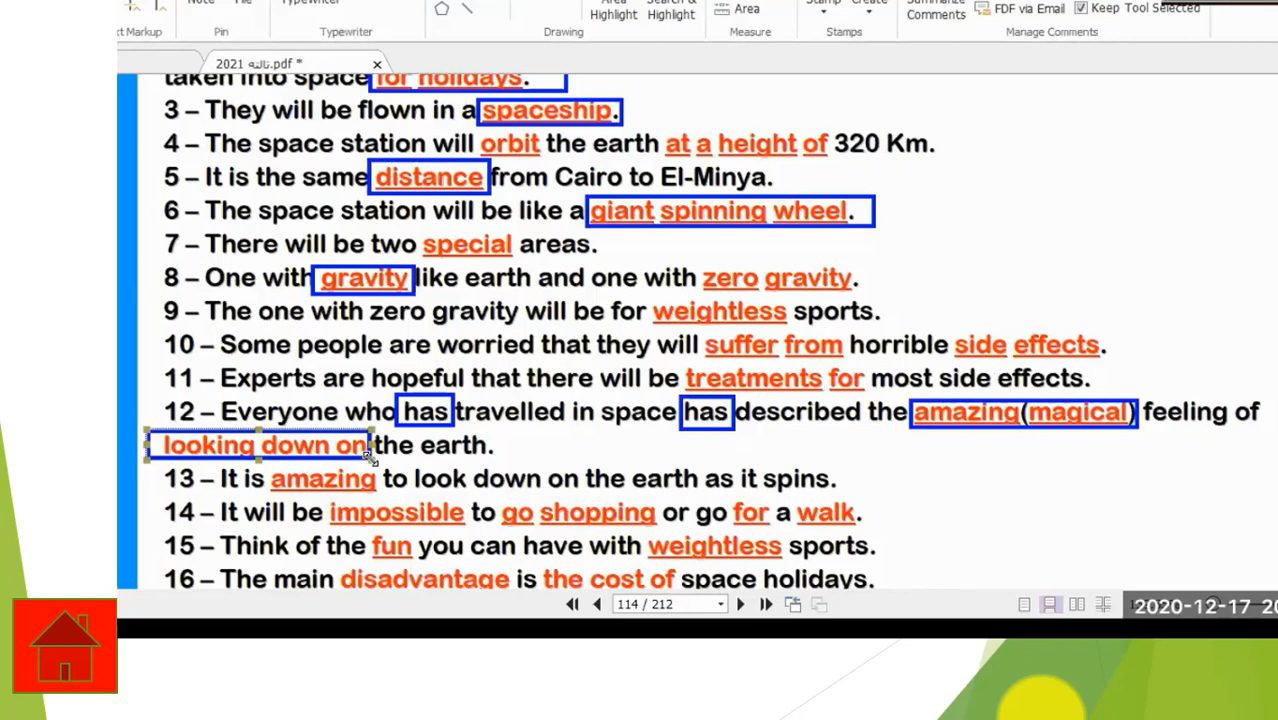 Note
Typewriter
Area
Search &
Stamp
Create
Summarize
FDF via Email
Keep Tool Selected
Highlight
Highlight
Area
Comments
Markup
Pin
Typewriter
Drawing
Measure
Stamps
Manage Comments
2021 تالته.pdf *
taken into space for holidays.
3 – They will be flown in a spaceship.
4 – The space station will orbit the earth at a height of 320 Km.
5 – It is the same distance from Cairo to El-Minya.
6 – The space station will be like a giant spinning wheel.
7 – There will be two special areas.
8 – One with gravity like earth and one with zero gravity.
9 – The one with zero gravity will be for weightless sports.
10 – Some people are worried that they will suffer from horrible side effects.
11 – Experts are hopeful that there will be treatments for most side effects.
12 – Everyone who has travelled in space has described the amazing(magical) feeling of
looking down on the earth.
13 – It is amazing to look down on the earth as it spins.
14 – It will be impossible to go shopping or go for a walk.
15 – Think of the fun you can have with weightless sports.
16 – The main disadvantage is the cost of space holidays.
114 / 212
2020-12-17